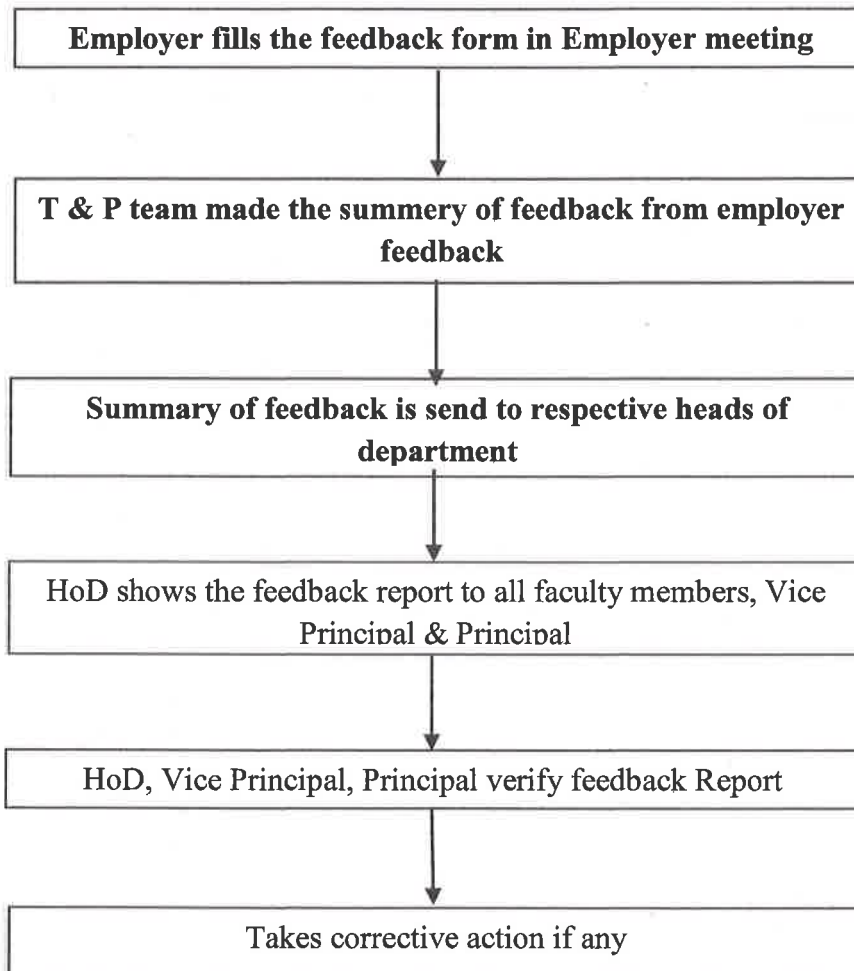 Employer fills the feedback form in Employer meeting
T & P team made the summery of feedback from employer
feedback
Summary of feedback is send to respective heads of
department
HoD shows the feedback report to all faculty members, Vice
Principal & Principal
HoD, Vice Principal, Principal verify feedback Report
Takes corrective action if any